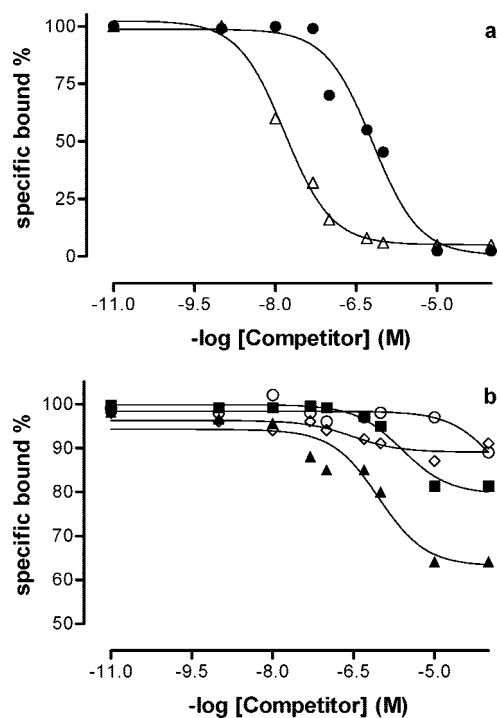 a
100
75
50
25
0
specific bound %
-11.0 -9.5 -8.0 -6.5 -5.0
-log [Competitor] (M)
b
100
90
80
70
60
50
specific bound %
-11.0 -9.5 -8.0 -6.5 -5.0
-log [Competitor] (M)